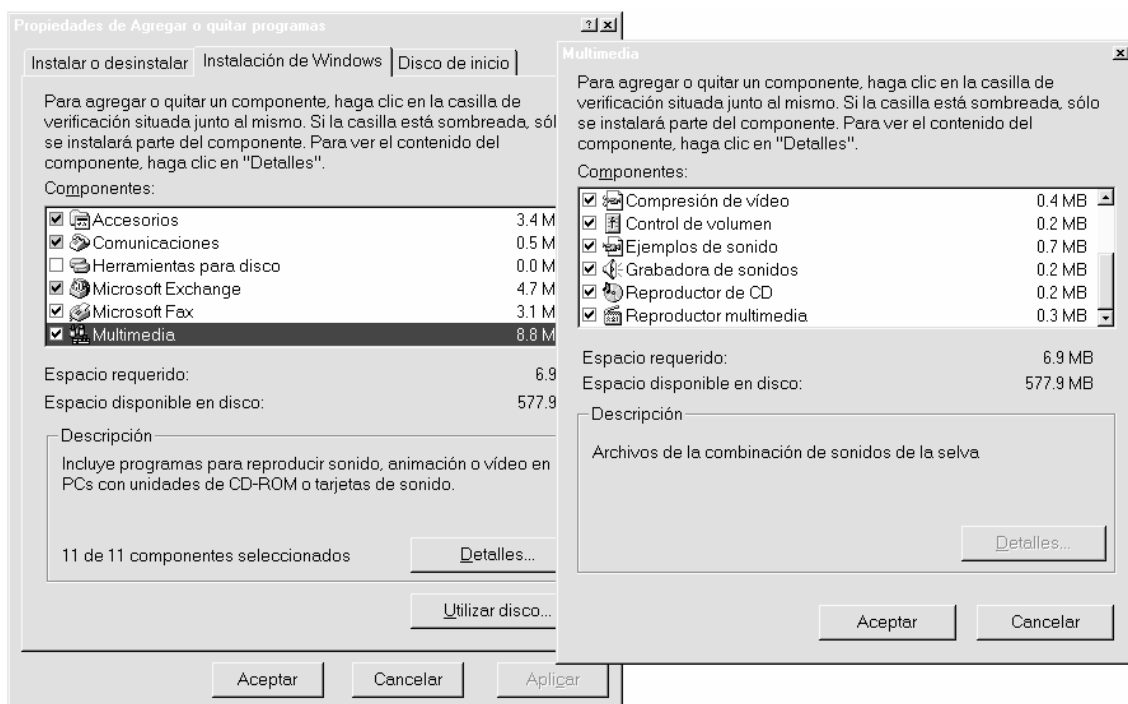 Propiedades de Agregar o quitar programas
Instalar o desinstalar
Instalación de Windows
Disco de inicio
Para agregar o quitar un componente, haga clic en la casilla de
verificación situada junto al mismo. Si la casilla está sombreada, sól
se instalará parte del componente. Para ver el contenido del
componente, haga clic en "Detalles".
Componentes:
Accesorios 3.4 M
Comunicaciones 0.5 M
Herramientas para disco 0.0 M
Microsoft Exchange 4.7 M
Microsoft Fax 3.1 M
Multimedia 8.8 M
Espacio requerido: 6.9
Espacio disponible en disco: 577.9
Descripción
Incluye programas para reproducir sonido, animación o vídeo en
PCs con unidades de CD-ROM o tarjetas de sonido.
11 de 11 componentes seleccionados
Detalles...
Utilizar disco...
Aceptar
Cancelar
Aplicar
Multimedia
Para agregar o quitar un componente, haga clic en la casilla de
verificación situada junto al mismo. Si la casilla está sombreada, sólo
se instalará parte del componente. Para ver el contenido del
componente, haga clic en "Detalles".
Componentes:
Compresión de vídeo 0.4 MB
Control de volumen 0.2 MB
Ejemplos de sonido 0.7 MB
Grabadora de sonidos 0.2 MB
Reproductor de CD 0.2 MB
Reproductor multimedia 0.3 MB
Espacio requerido: 6.9 MB
Espacio disponible en disco: 577.9 MB
Descripción
Archivos de la combinación de sonidos de la selva
Detalles...
Aceptar
Cancelar